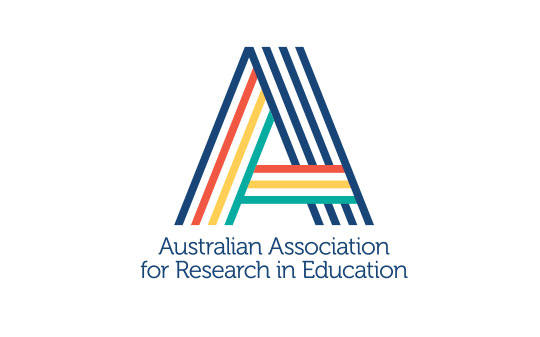 Australian Association
for Research in Education